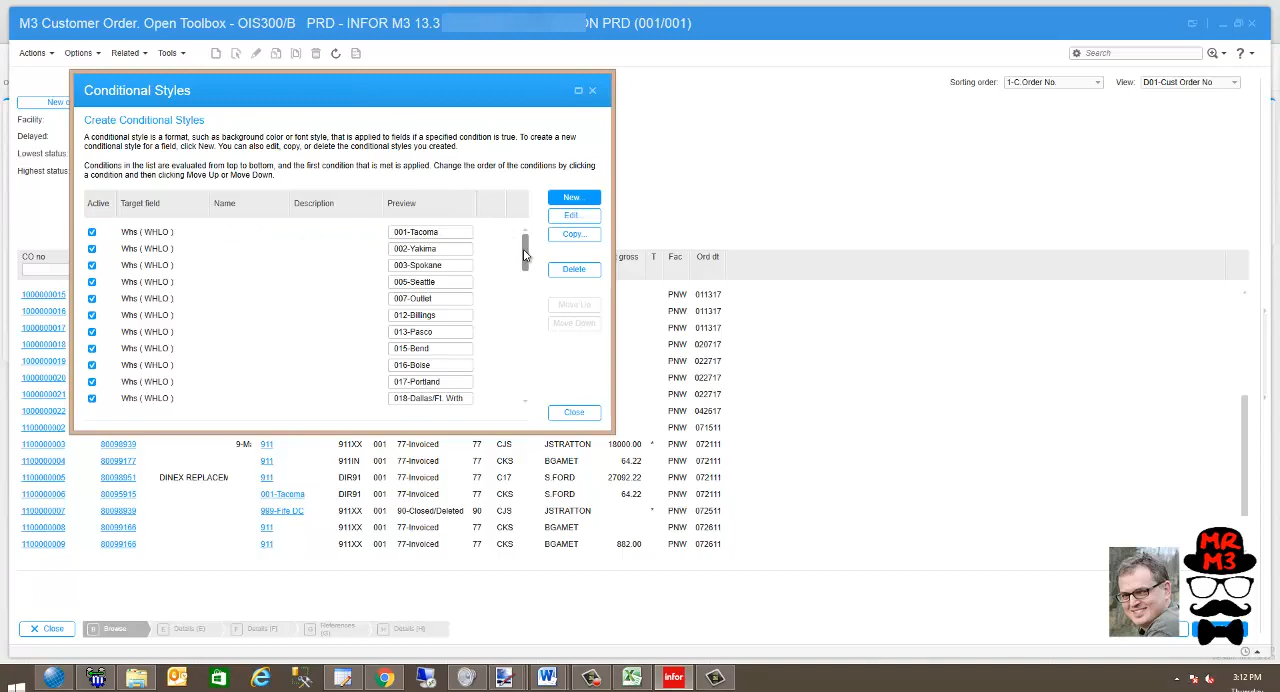 M3 Customer Order. Open Toolbox - OIS300/B PRD - INFOR M3 13.3 ON PRD (001/001)
Actions Options Related Tools
Search
Sorting order: 1-C.Order No. View: D01-Cust Order No
New
Facility:
Delayed:
Lowest status
Highest status
Conditional Styles
Create Conditional Styles
A conditional style is a format, such as background color or font style, that is applied to fields if a specified condition is true. To create a new
conditional style for a field, click New. You can also edit, copy, or delete the conditional styles you created.
Conditions in the list are evaluated from top to bottom, and the first condition that is met is applied. Change the order of the conditions by clicking
a condition and then clicking Move Up or Move Down.
Active Target field Name Description Preview
Whs ( WHLO ) 001-Tacoma
Whs ( WHLO ) 002-Yakima
Whs ( WHLO ) 003-Spokane
Whs ( WHLO ) 005-Seattle
Whs ( WHLO ) 007-Outlet
Whs ( WHLO ) 012-Billings
Whs ( WHLO ) 013-Pasco
Whs ( WHLO ) 015-Bend
Whs ( WHLO ) 016-Boise
Whs ( WHLO ) 017-Portland
Whs ( WHLO ) 018-Dallas/Ft. Wrth
New...
Edit...
Copy...
Delete
Move Up
Move Down
Close
CO no gross T Fac Ord dt
1000000015 PNW 011317
1000000016 PNW 011317
1000000017 PNW 011317
1000000018 PNW 020717
1000000019 PNW 022717
1000000020 PNW 022717
1000000021 PNW 022717
1000000022 PNW 042617
1100000002 PNW 071511
1100000003 80098939 9-Ma 911 911XX 001 77-Invoiced 77 CJS JSTRATTON 18000.00 * PNW 072111
1100000004 80099177 911 911IN 001 77-Invoiced 77 CKS BGAMET 64.22 PNW 072111
1100000005 80098951 DINEX REPLACEM 911 DIR91 001 77-Invoiced 77 C17 S.FORD 27092.22 PNW 072111
1100000006 80095915 001-Tacoma DIR91 001 77-Invoiced 77 CKS S.FORD 64.22 PNW 072111
1100000007 80098939 999-Fife DC 911XX 001 90-Closed/Deleted 90 CJS JSTRATTON * PNW 072511
1100000008 80099166 911 911XX 001 77-Invoiced 77 CKS BGAMET PNW 072611
1100000009 80099166 911 911XX 001 77-Invoiced 77 CKS BGAMET 882.00 PNW 072611
MR
M3
Close B Browse E Details (E) F Details (F) G References (G) H Details (H)
infor
3:12 PM
Thursday